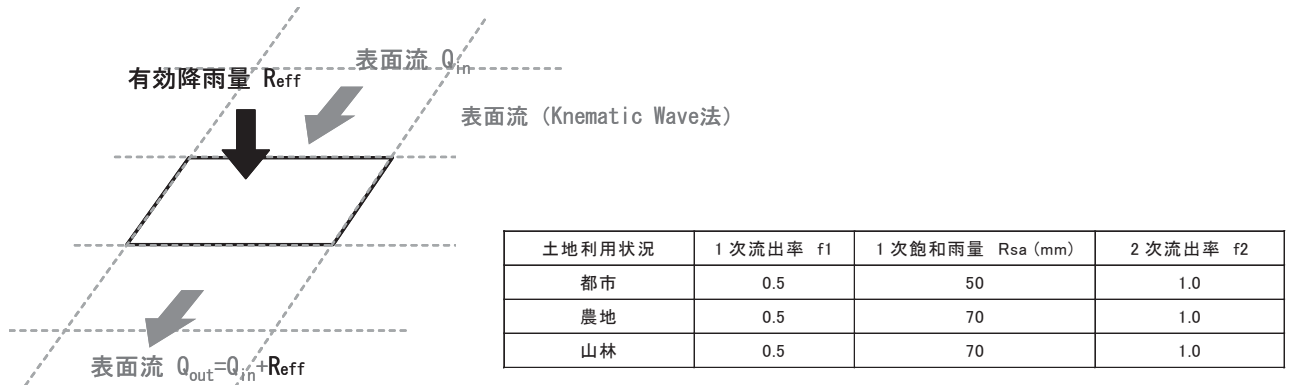 表面流 Qin
有効降雨量 Reff
表面流（Knematic Wave法）
表面流 Qout=Qin+Reff
土地利用状況 1次流出率 f1 1次飽和雨量 Rsa（mm） 2次流出率 f2
都市 0.5 50 1.0
農地 0.5 70 1.0
山林 0.5 70 1.0